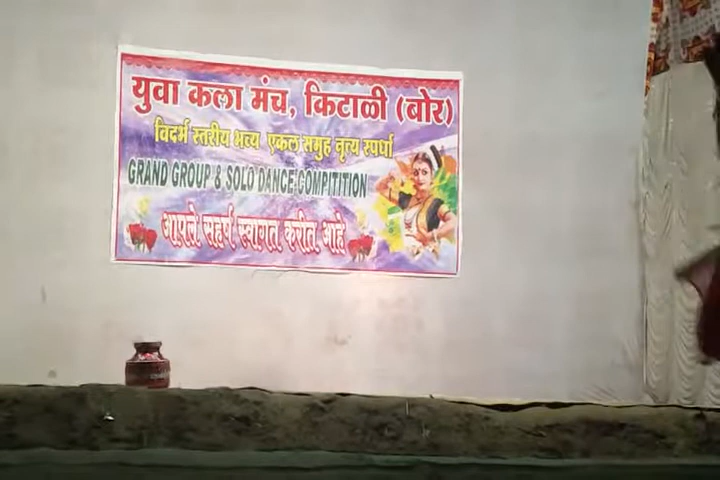 युवा कला मंच, किटाळी (बोर)
विदर्भ स्तरीय भव्य एकल समुह नृत्य स्पर्धा
GRAND GROUP & SOLO DANCE COMPITITION
आपले सहर्ष स्वागत करीत आहे